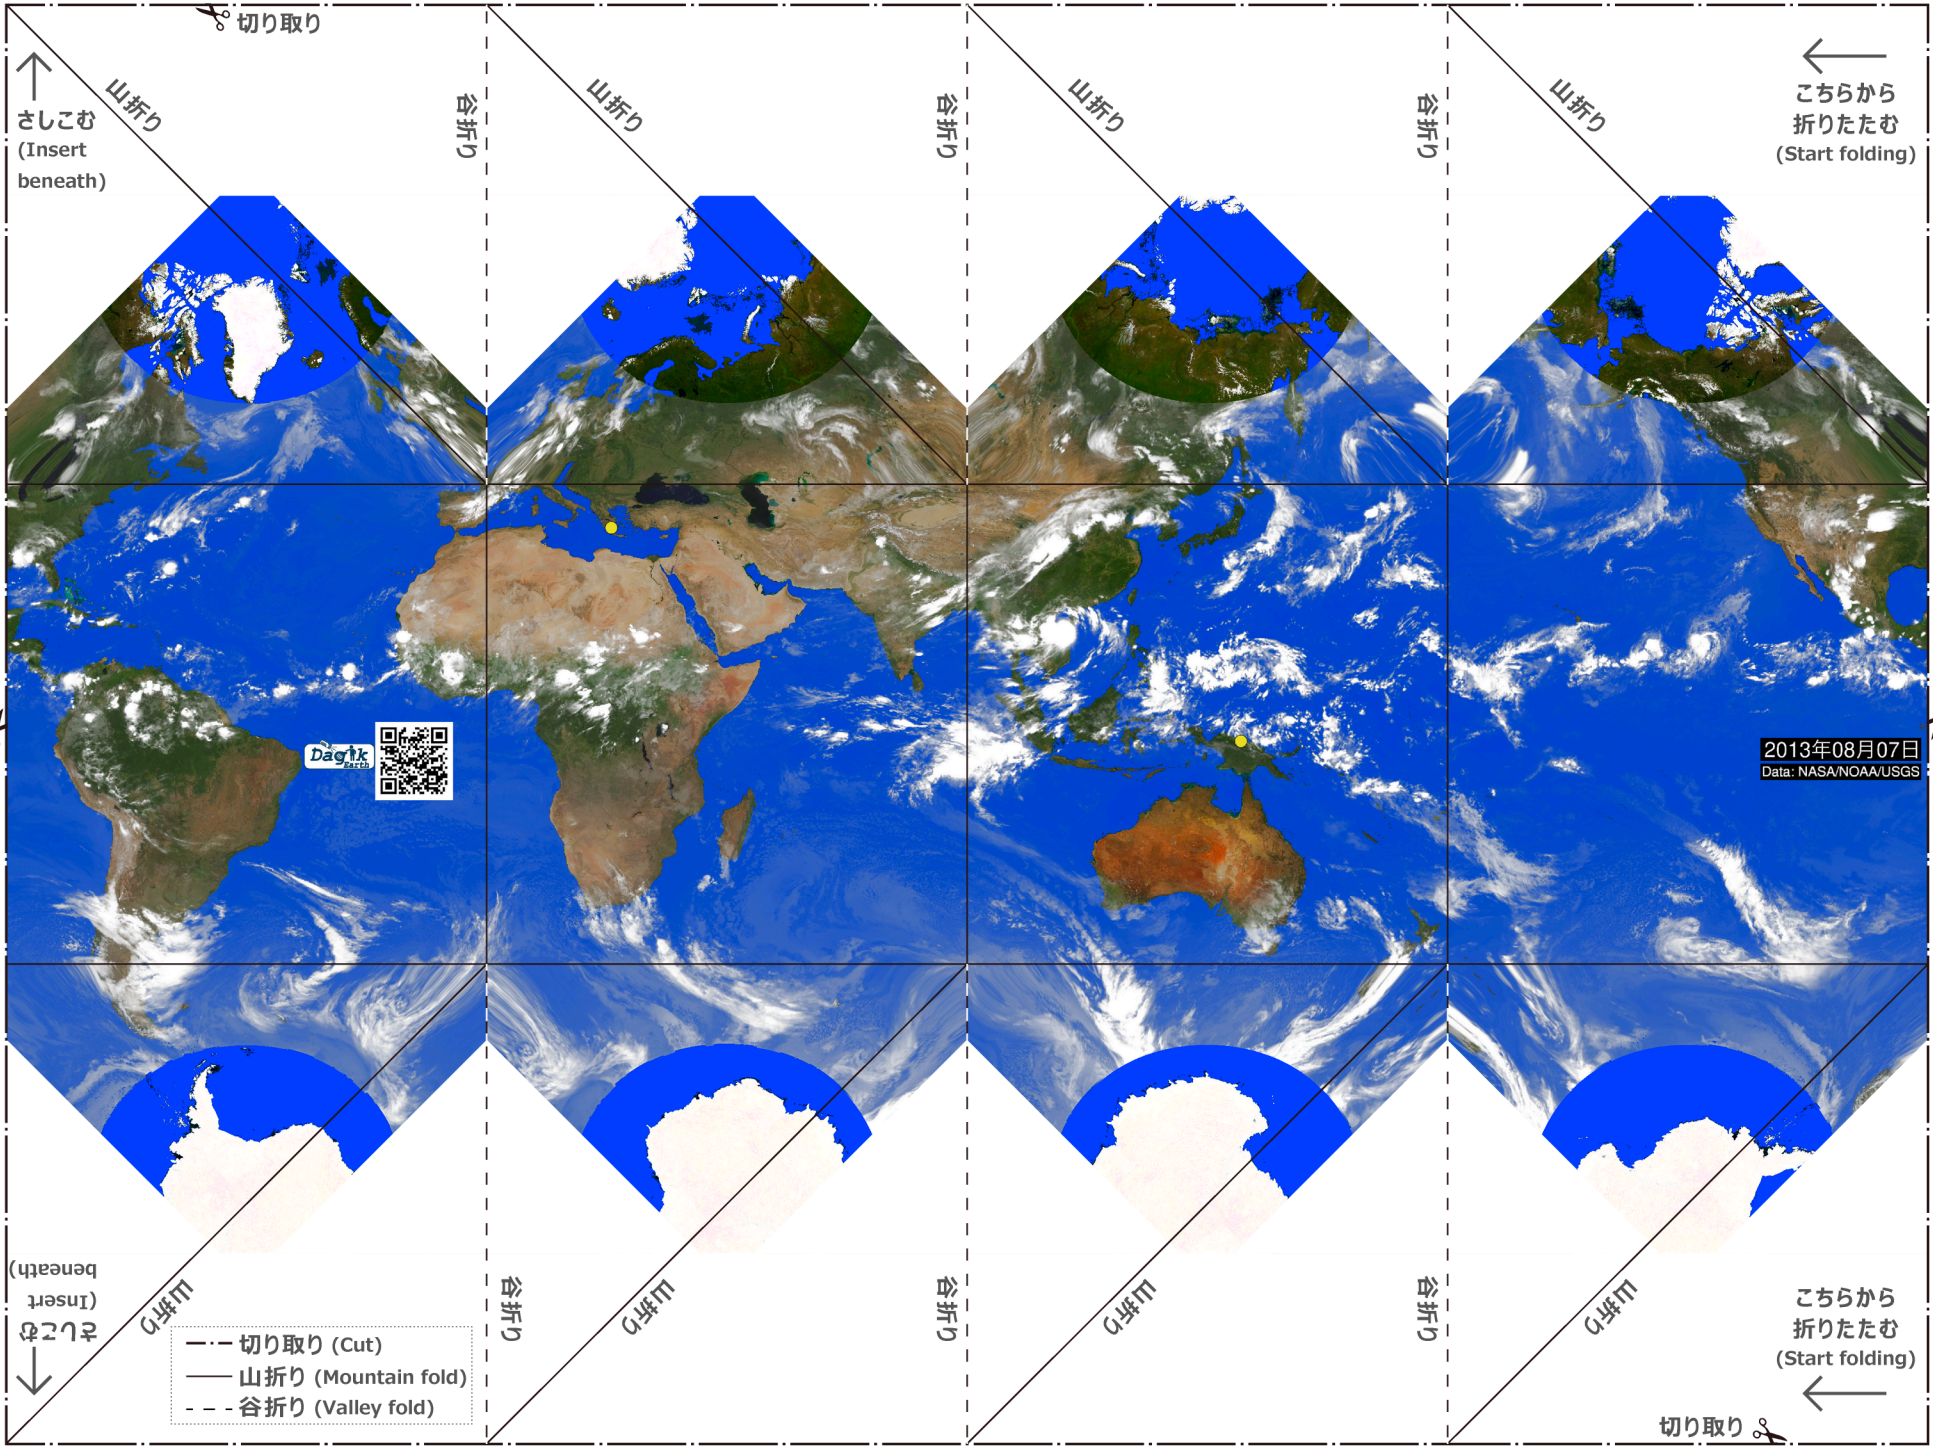 切り取り
山折り
谷折り
山折り
谷折り
山折り
谷折り
山折り
さしこむ
(Insert
beneath)
こちらから
折りたたむ
(Start folding)
Dagik
Earth
2013年08月07日
Data: NASA/NOAA/USGS
さしこむ
(Insert
beneath)
山折り
谷折り
山折り
谷折り
山折り
谷折り
山折り
こちらから
折りたたむ
(Start folding)
切り取り (Cut)
山折り (Mountain fold)
谷折り (Valley fold)
切り取り